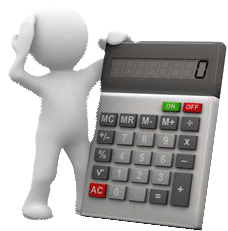 0
ON OFF
MC MR M- M+ ÷
+/- 7 8 9 x
% 4 5 6 -
√ 1 2 3 +
AC 0 . =